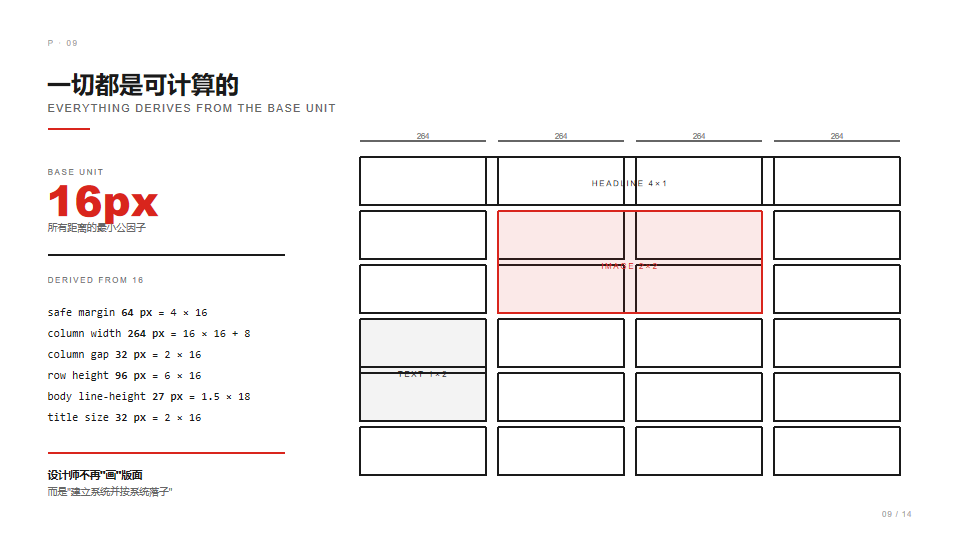 P · 09
一切都是可计算的
EVERYTHING DERIVES FROM THE BASE UNIT
BASE UNIT
16px
所有距离的最小公因子
DERIVED FROM 16
safe margin 64 px = 4 × 16
column width 264 px = 16 × 16 + 8
column gap 32 px = 2 × 16
row height 96 px = 6 × 16
body line-height 27 px = 1.5 × 18
title size 32 px = 2 × 16
设计师不再"画"版面
而是"建立系统并按系统落子"
264 264 264 264
HEADLINE 4×1
IMAGE 2×2
TEXT 1×2
09 / 14